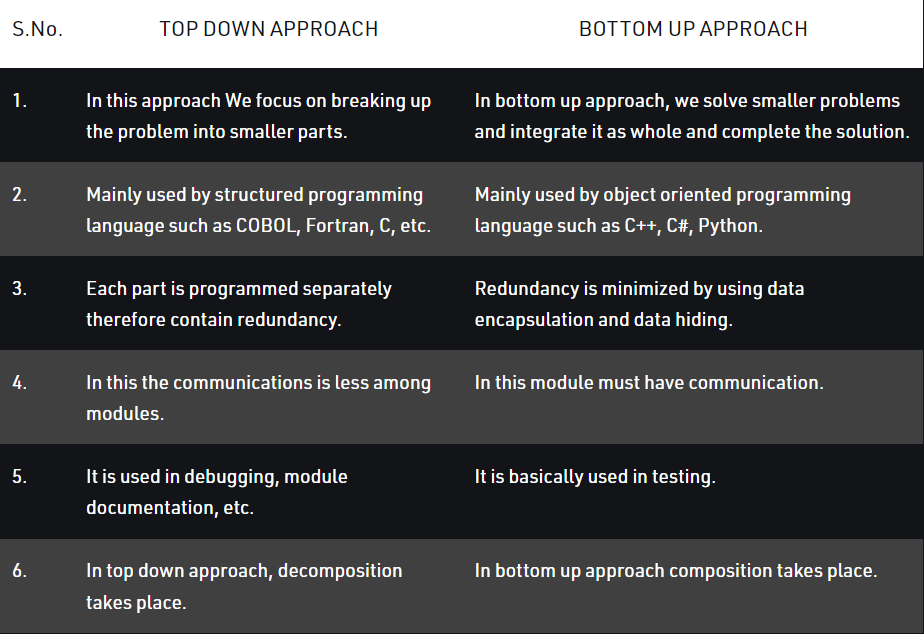 S.No. TOP DOWN APPROACH BOTTOM UP APPROACH
1. In this approach We focus on breaking up In bottom up approach, we solve smaller problems
the problem into smaller parts. and integrate it as whole and complete the solution.
2. Mainly used by structured programming Mainly used by object oriented programming
language such as COBOL, Fortran, C, etc. language such as C++, C#, Python.
3. Each part is programmed separately Redundancy is minimized by using data
therefore contain redundancy. encapsulation and data hiding.
4. In this the communications is less among In this module must have communication.
modules.
5. It is used in debugging, module It is basically used in testing.
documentation, etc.
6. In top down approach, decomposition In bottom up approach composition takes place.
takes place.